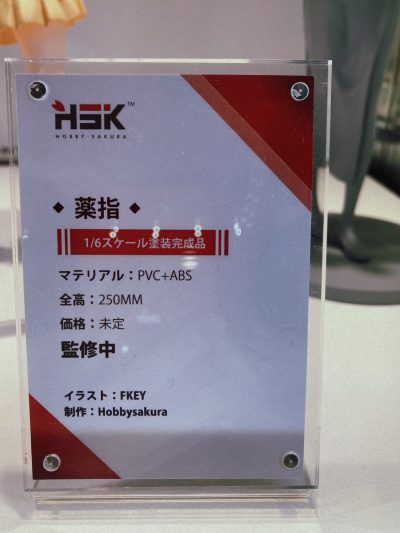 HSK™
HOBBY·SAKURA
◆ 薬指 ◆
1/6スケール塗装完成品
マテリアル：PVC+ABS
全高：250MM
価格：未定
監修中
イラスト：FKEY
制作：Hobbysakura